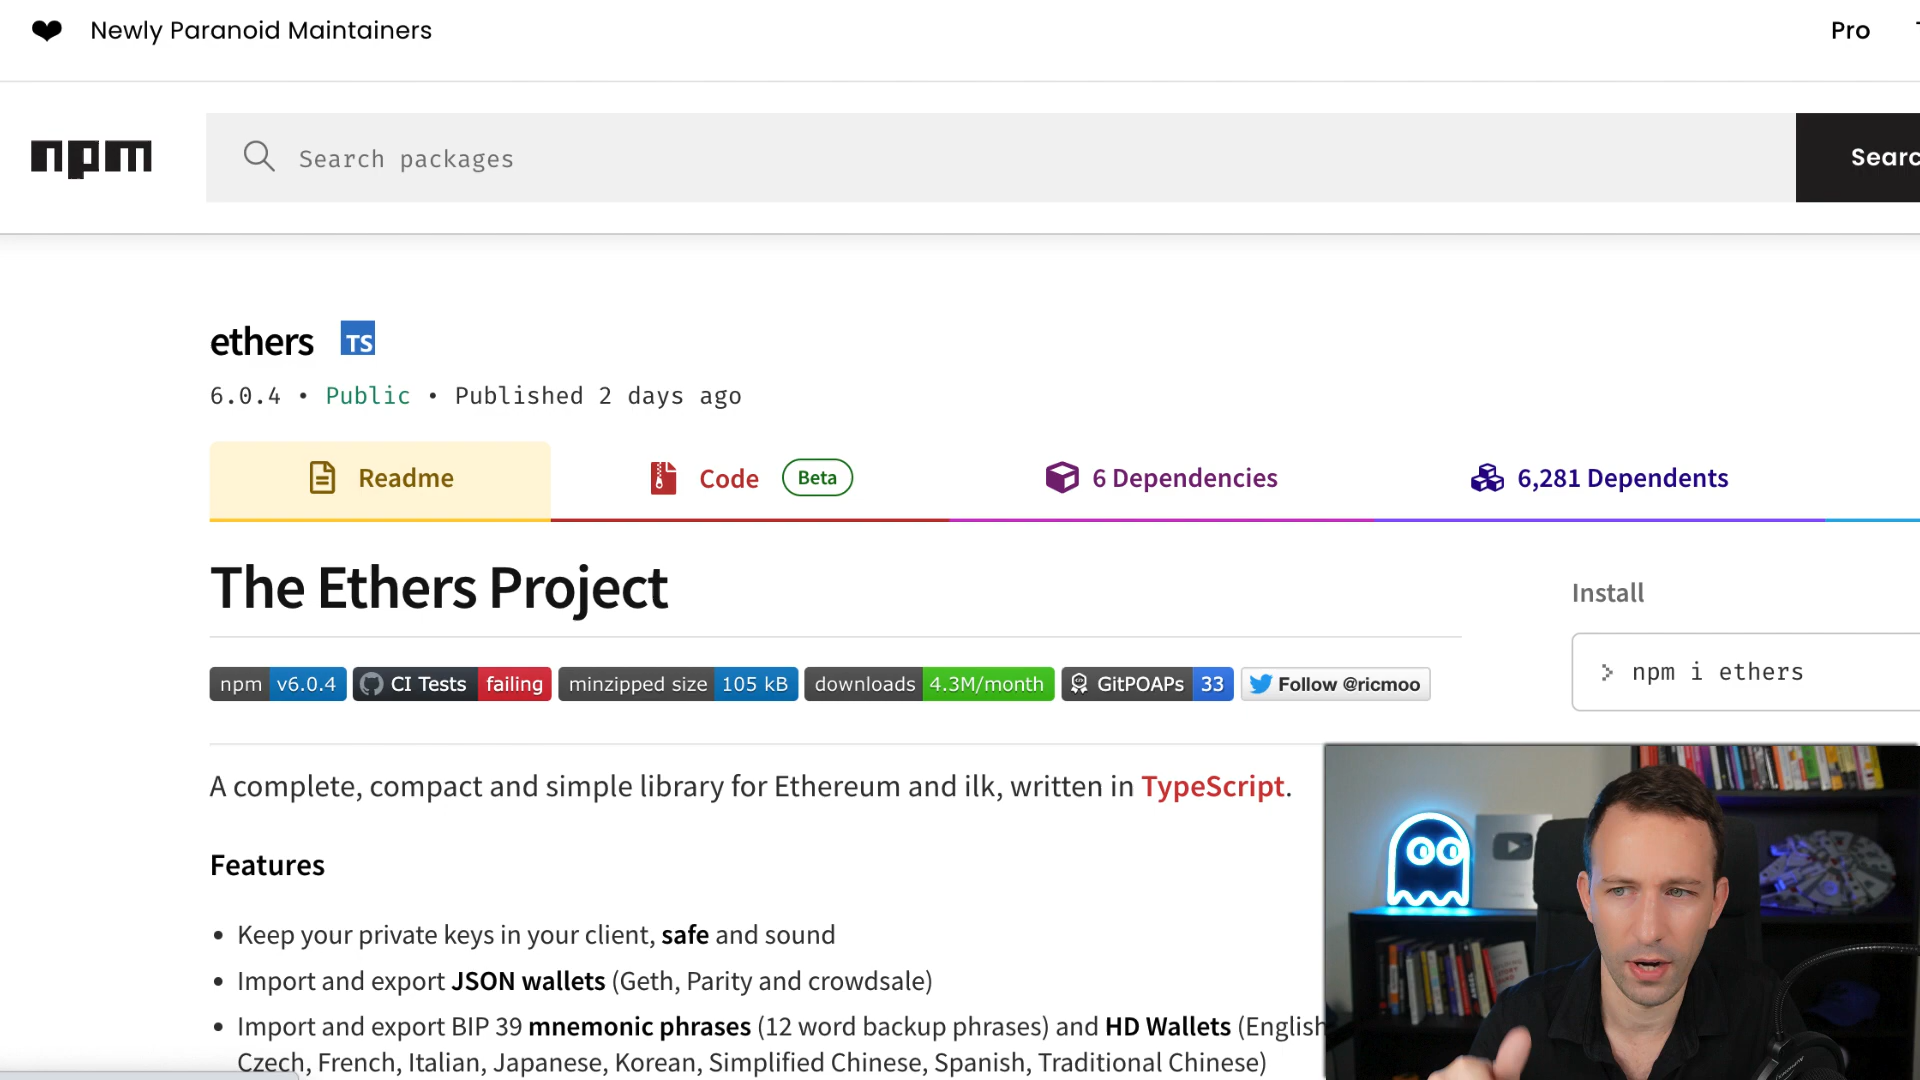 Newly Paranoid Maintainers
Pro
npm
Search packages
Searc
ethers TS
6.0.4 • Public • Published 2 days ago
Readme
Code Beta
6 Dependencies
6,281 Dependents
The Ethers Project
Install
npm v6.0.4 CI Tests failing minzipped size 105 kB downloads 4.3M/month GitPOAPs 33 Follow @ricmoo
> npm i ethers
A complete, compact and simple library for Ethereum and ilk, written in TypeScript.
Features
• Keep your private keys in your client, safe and sound
• Import and export JSON wallets (Geth, Parity and crowdsale)
• Import and export BIP 39 mnemonic phrases (12 word backup phrases) and HD Wallets (English
Czech, French, Italian, Japanese, Korean, Simplified Chinese, Spanish, Traditional Chinese)